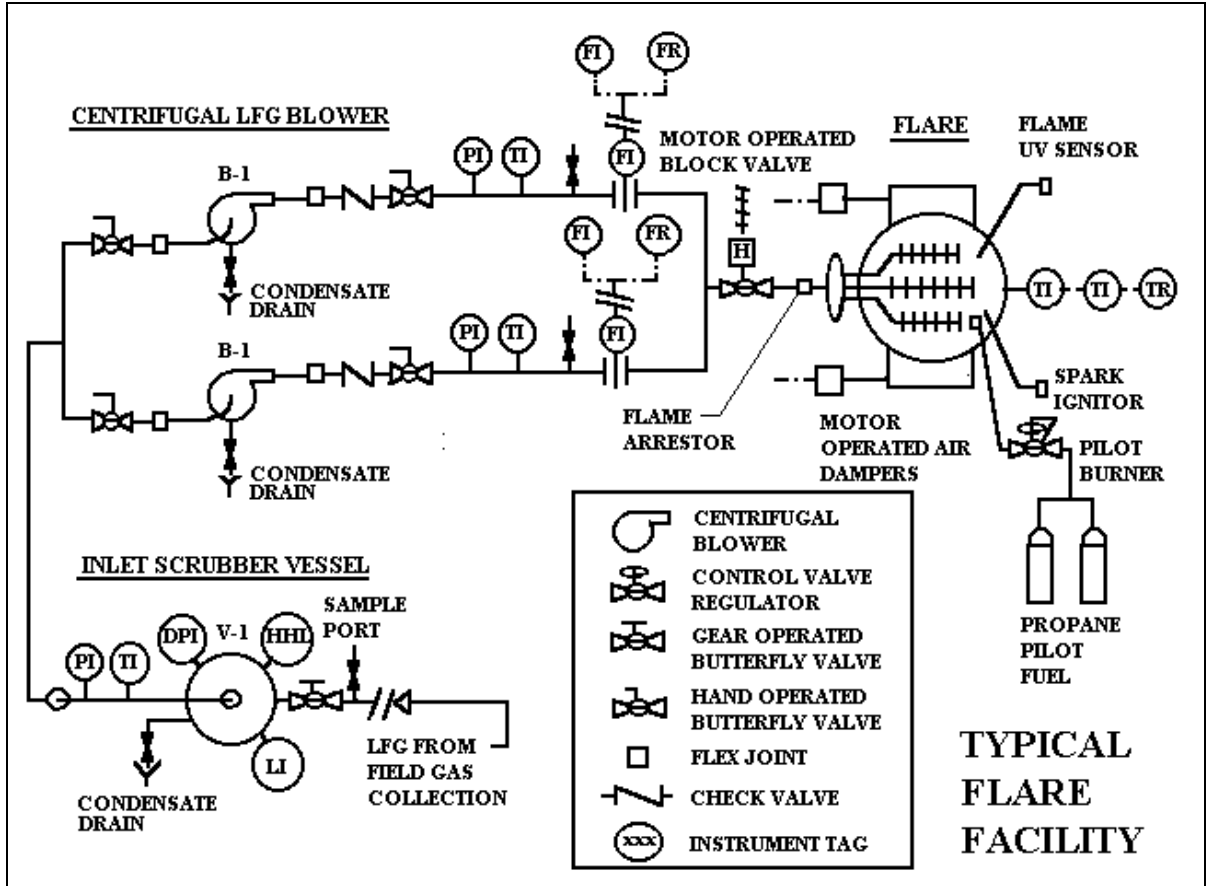 FI
FR
CENTRIFUGAL LFG BLOWER
MOTOR OPERATED
BLOCK VALVE
FLARE
FLAME
UV SENSOR
B-1
PI
TI
FI
CONDENSATE
DRAIN
FI
FR
H
TI
TI
TR
B-1
PI
TI
FI
CONDENSATE
DRAIN
FLAME
ARRESTOR
MOTOR
OPERATED AIR
DAMPERS
SPARK
IGNITOR
PILOT
BURNER
PROPANE
PILOT
FUEL
INLET SCRUBBER VESSEL
SAMPLE
PORT
PI
TI
DPI
V-1
HHL
LI
LFG FROM
FIELD GAS
COLLECTION
CONDENSATE
DRAIN
CENTRIFUGAL
BLOWER
CONTROL VALVE
REGULATOR
GEAR OPERATED
BUTTERFLY VALVE
HAND OPERATED
BUTTERFLY VALVE
FLEX JOINT
CHECK VALVE
XXX
INSTRUMENT TAG
TYPICAL
FLARE
FACILITY